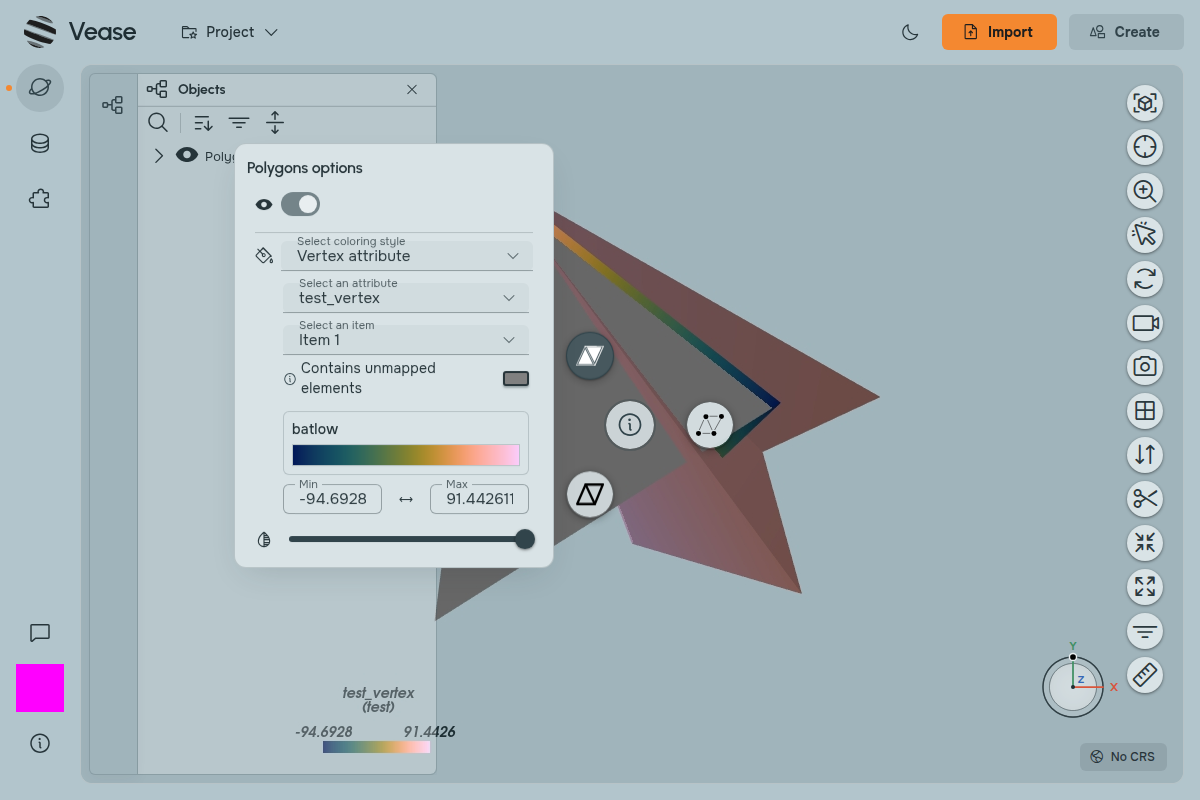 Vease
Project
Import
Create
Objects
Polygons options
Select coloring style
Vertex attribute
Select an attribute
test_vertex
Select an item
Item 1
Contains unmapped
elements
batlow
Min
Max
-94.6928
91.442611
test_vertex
(test)
-94.6928
91.4426
Y
Z
X
No CRS